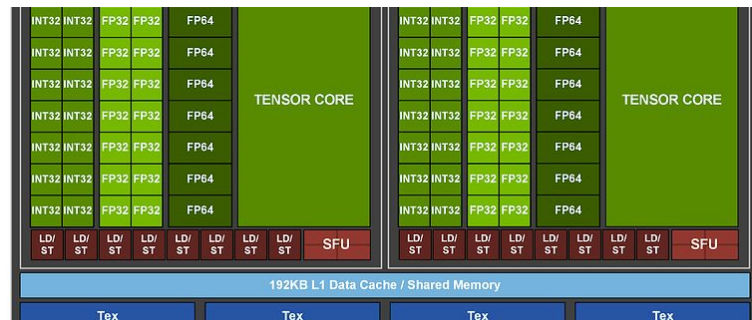 INT32 INT32 FP32 FP32 FP64 INT32 INT32 FP32 FP32 FP64
INT32 INT32 FP32 FP32 FP64 INT32 INT32 FP32 FP32 FP64
INT32 INT32 FP32 FP32 FP64 INT32 INT32 FP32 FP32 FP64
TENSOR CORE TENSOR CORE
INT32 INT32 FP32 FP32 FP64 INT32 INT32 FP32 FP32 FP64
INT32 INT32 FP32 FP32 FP64 INT32 INT32 FP32 FP32 FP64
INT32 INT32 FP32 FP32 FP64 INT32 INT32 FP32 FP32 FP64
INT32 INT32 FP32 FP32 FP64 INT32 INT32 FP32 FP32 FP64
LD/ LD/ LD/ LD/ LD/ LD/ LD/ LD/ SFU LD/ LD/ LD/ LD/ LD/ LD/ LD/ LD/ SFU
ST ST ST ST ST ST ST ST ST ST ST ST ST ST ST ST
192KB L1 Data Cache / Shared Memory
Tex Tex Tex Tex